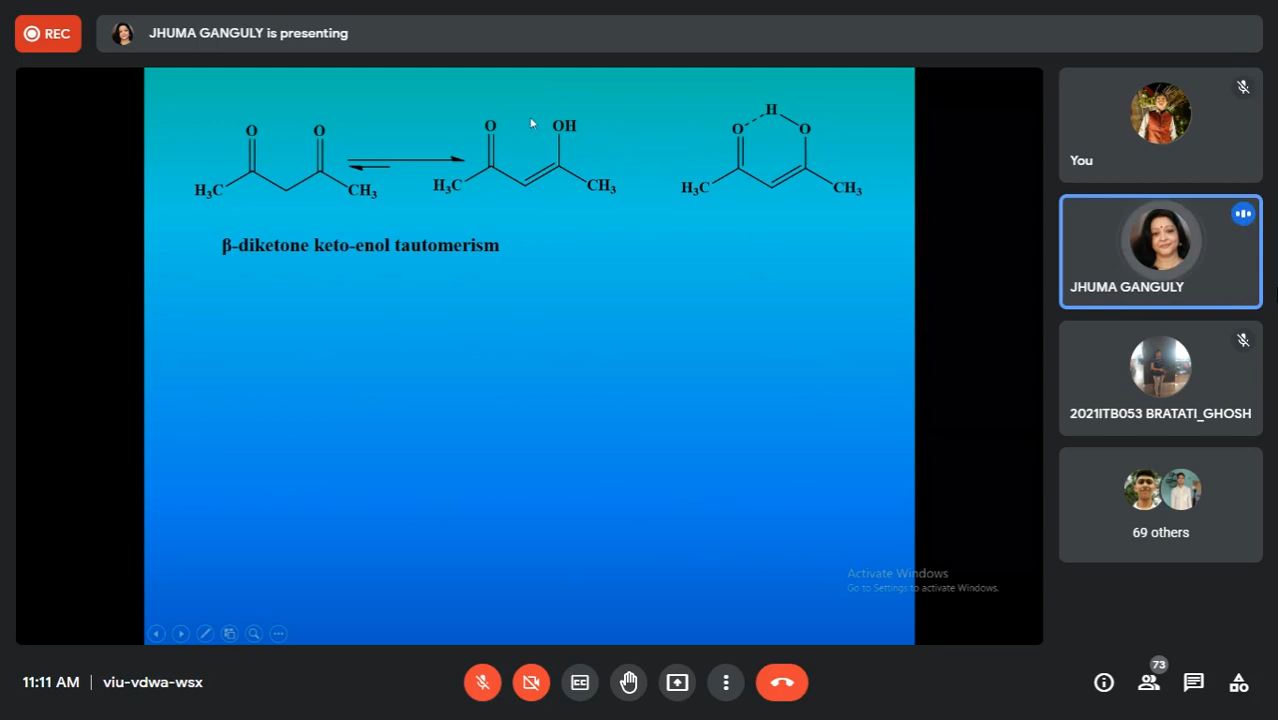 REC
JHUMA GANGULY is presenting
O O
H₃C CH₃
O OH
H₃C CH₃
H
O O
H₃C CH₃
β-diketone keto-enol tautomerism
Activate Windows
Go to Settings to activate Windows.
You
JHUMA GANGULY
2021ITB053 BRATATI_GHOSH
69 others
11:11 AM | viu-vdwa-wsx
CC
73